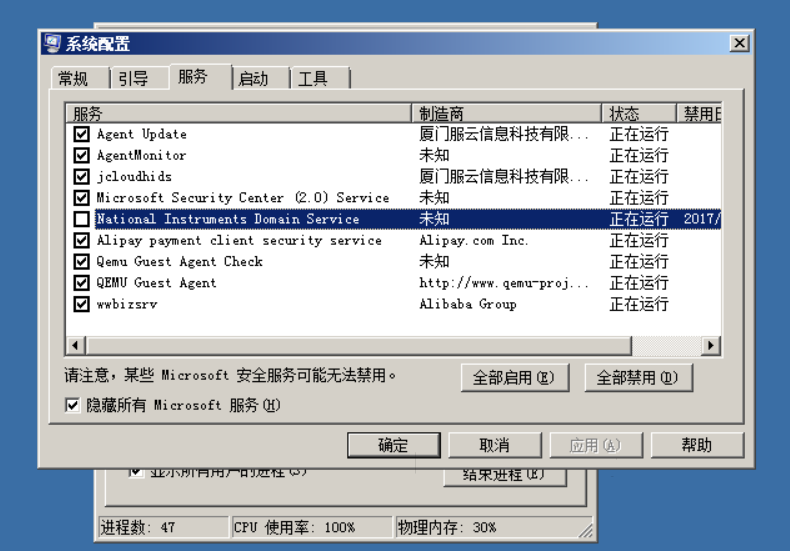 系统配置
常规 引导 服务 启动 工具
服务 制造商 状态 禁用日
Agent Update 厦门服云信息科技有限... 正在运行
AgentMonitor 未知 正在运行
jcloudhids 厦门服云信息科技有限... 正在运行
Microsoft Security Center (2.0) Service 未知 正在运行
National Instruments Domain Service 未知 正在运行 2017/
Alipay payment client security service Alipay.com Inc. 正在运行
Qemu Guest Agent Check 未知 正在运行
QEMU Guest Agent http://www.qemu-proj... 正在运行
wwbizsrv Alibaba Group 正在运行
请注意，某些 Microsoft 安全服务可能无法禁用。
全部启用(E) 全部禁用(D)
隐藏所有 Microsoft 服务(H)
确定 取消 应用(A) 帮助
显示所有用户的进程(S) 结束进程(E)
进程数: 47 CPU 使用率: 100% 物理内存: 30%